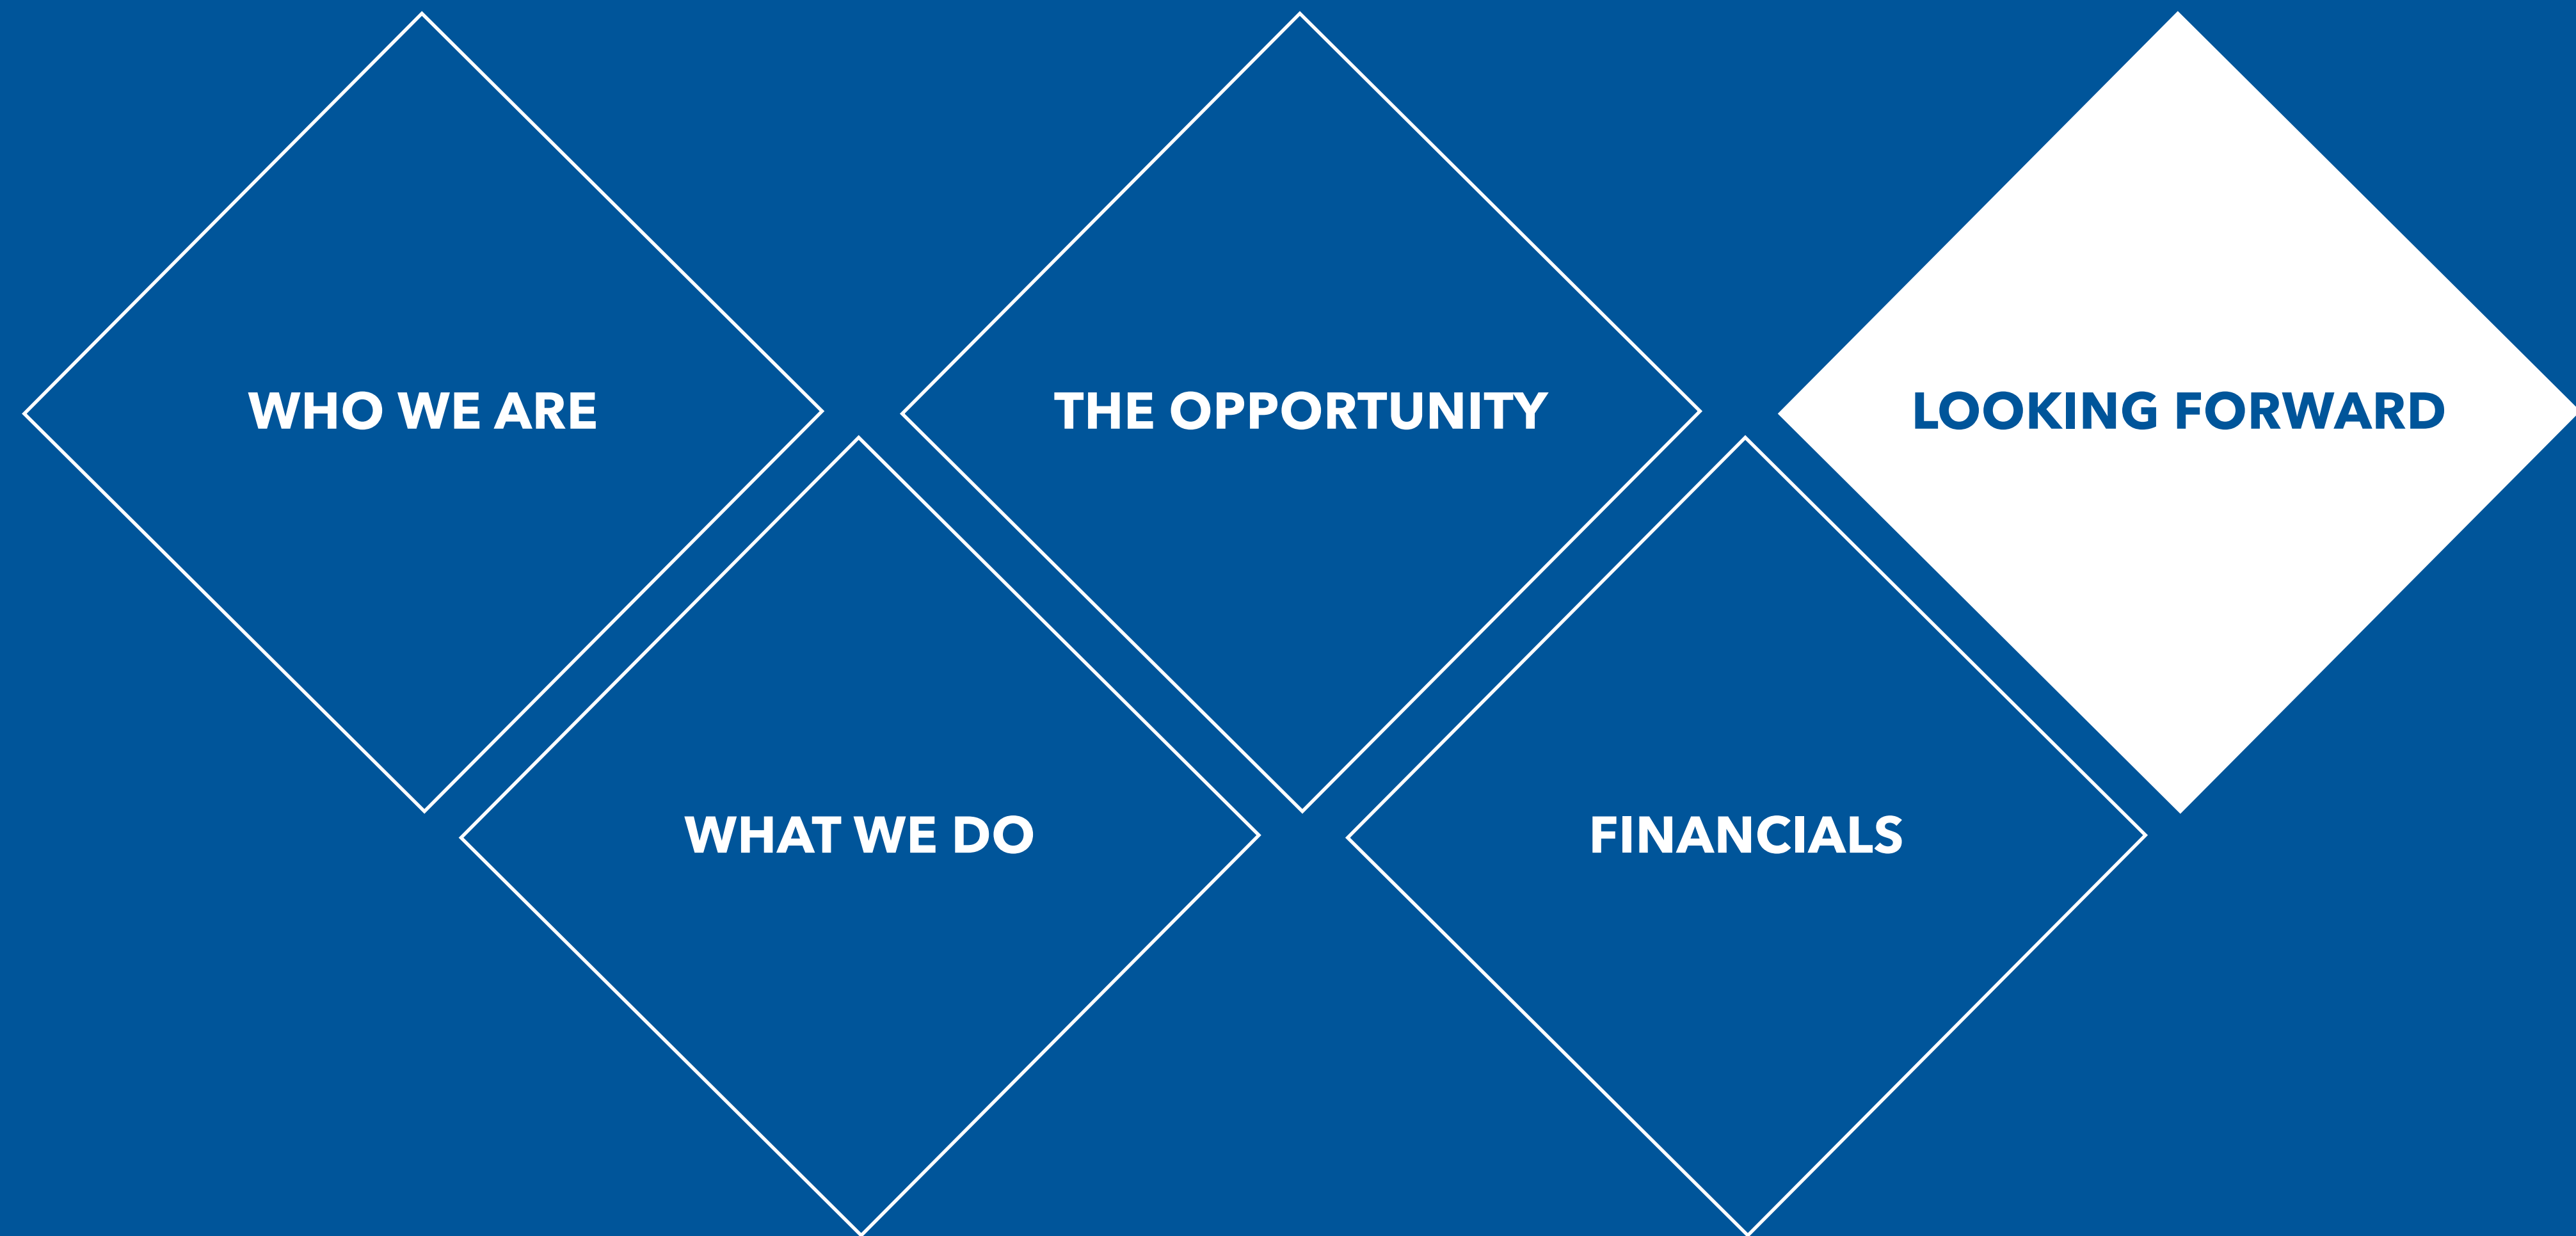 WHO WE ARE
THE OPPORTUNITY
LOOKING FORWARD
WHAT WE DO
FINANCIALS